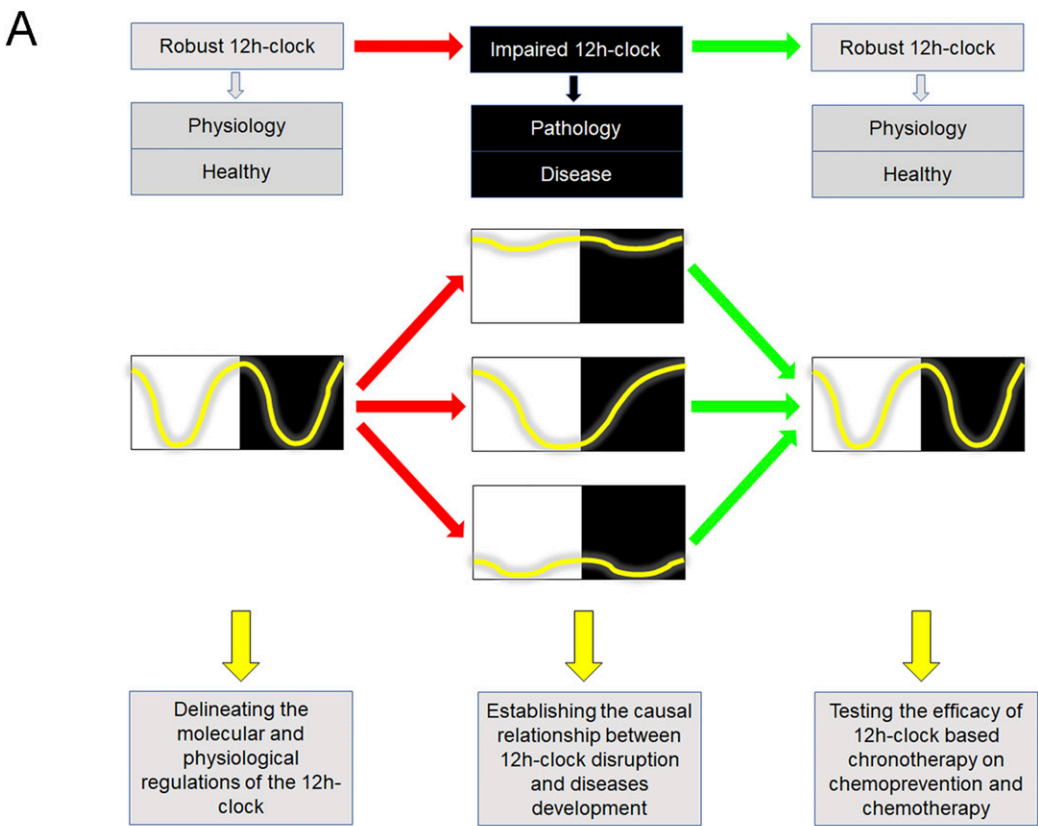 A
Robust 12h-clock
Impaired 12h-clock
Robust 12h-clock
Physiology
Healthy
Pathology
Disease
Physiology
Healthy
Delineating the
molecular and
physiological
regulations of the 12h-
clock
Establishing the causal
relationship between
12h-clock disruption
and diseases
development
Testing the efficacy of
12h-clock based
chronotherapy on
chemoprevention and
chemotherapy